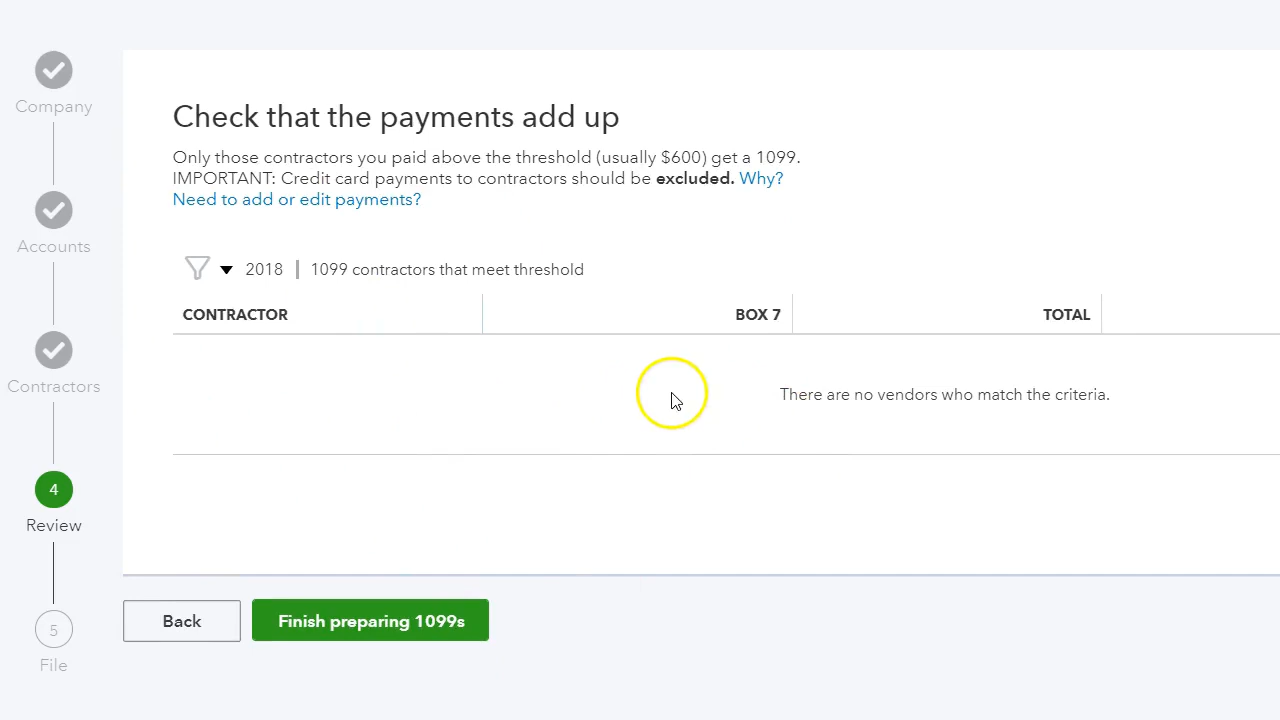 Company
Accounts
Contractors
4
Review
5
File
Check that the payments add up
Only those contractors you paid above the threshold (usually $600) get a 1099.
IMPORTANT: Credit card payments to contractors should be excluded. Why?
Need to add or edit payments?
2018 | 1099 contractors that meet threshold
CONTRACTOR BOX 7 TOTAL
There are no vendors who match the criteria.
Back Finish preparing 1099s